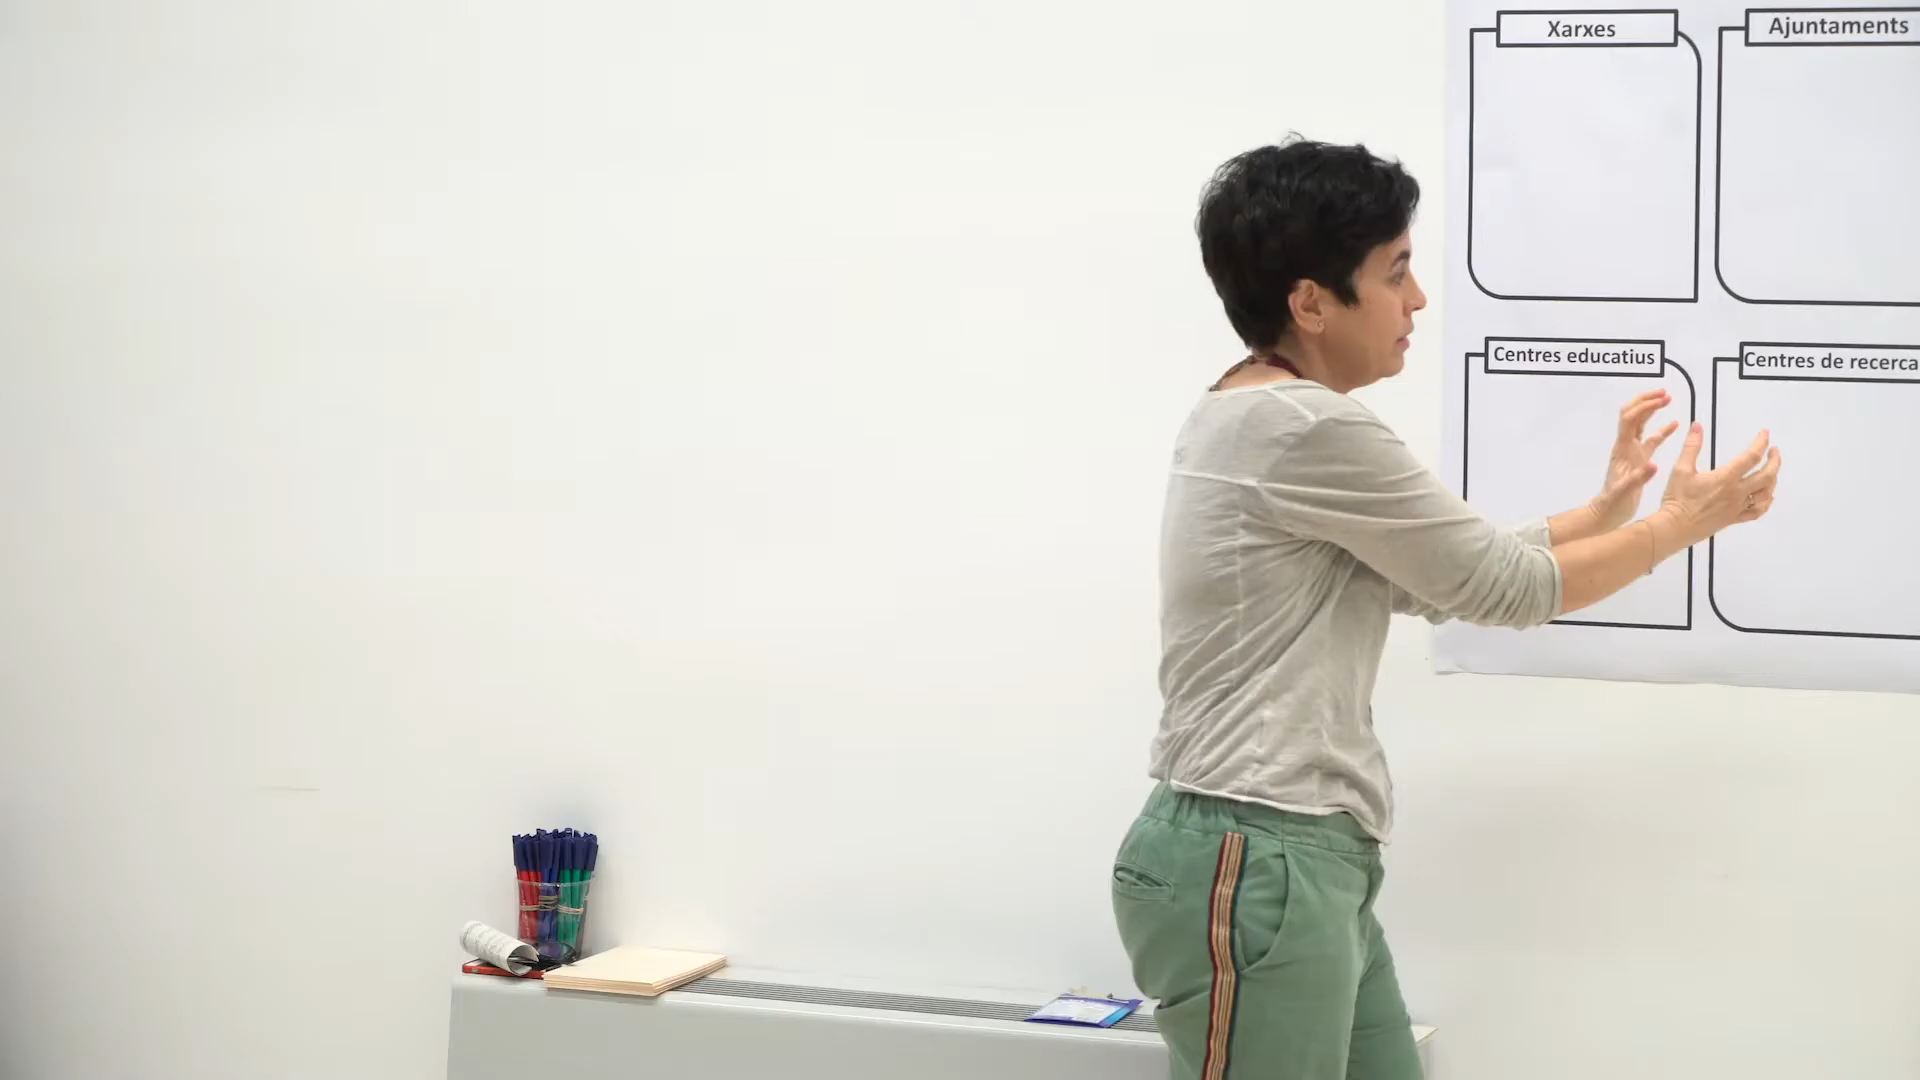 Xarxes
Ajuntaments
Centres educatius
Centres de recerca